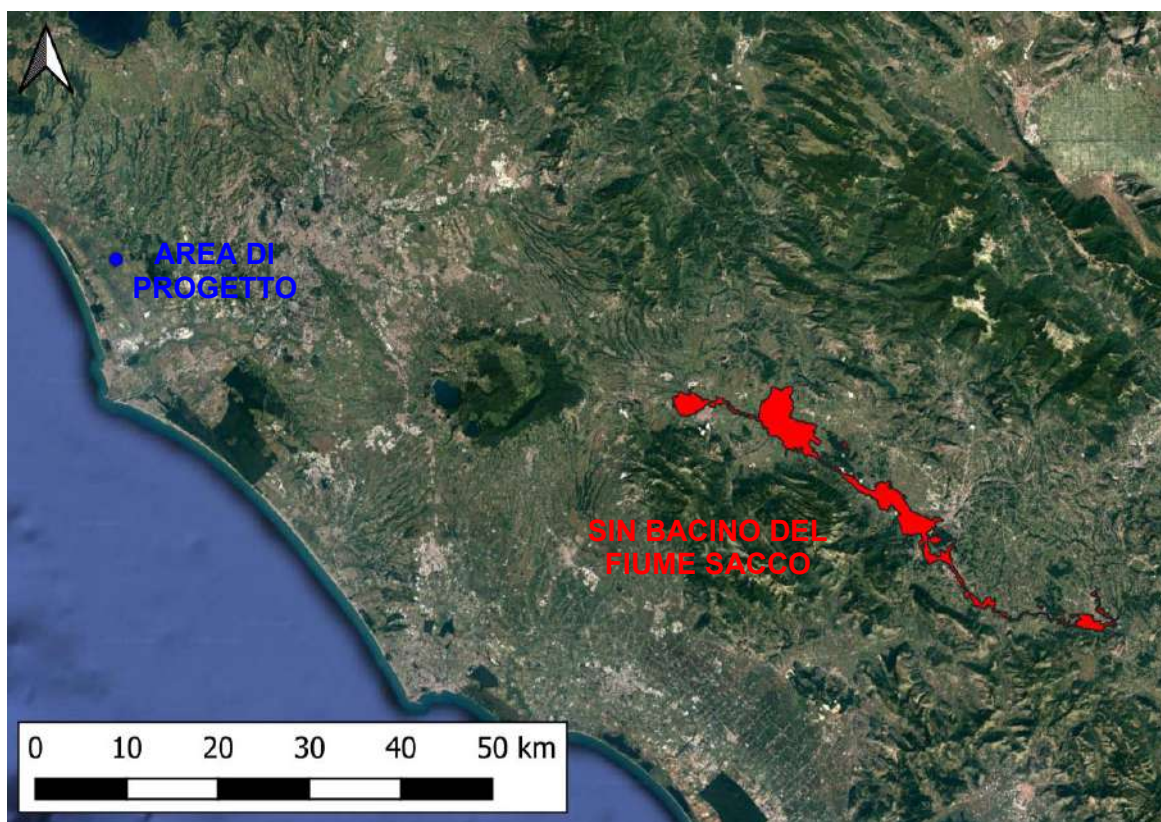 AREA DI
PROGETTO
SIN BACINO DEL
FIUME SACCO
0 10 20 30 40 50 km